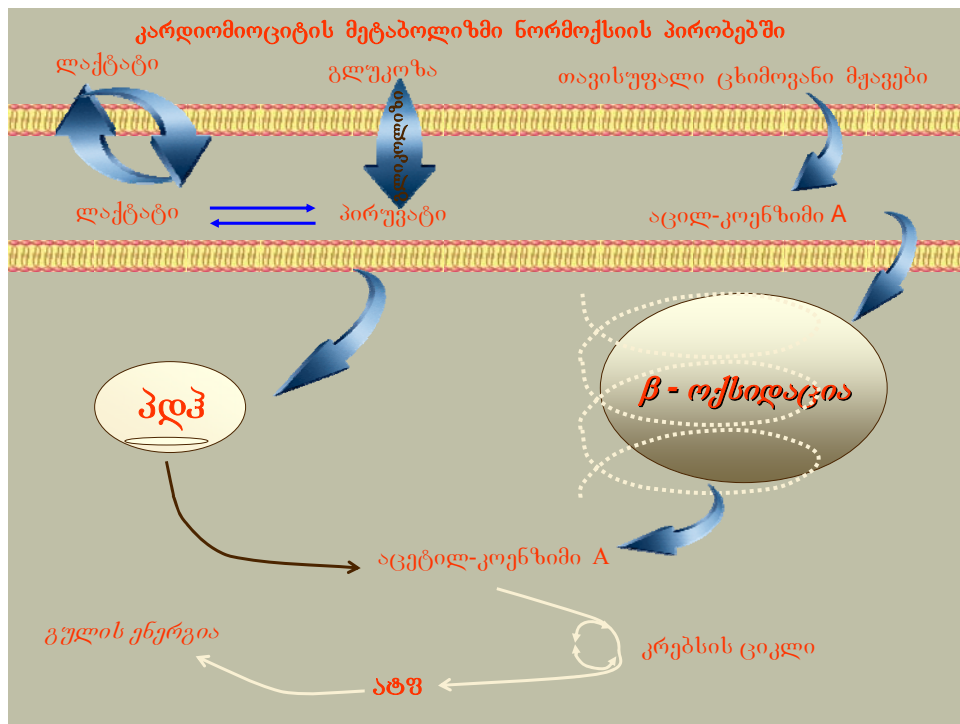 კარდიომიოციტის მეტაბოლიზმი ნორმოქსიის პირობებში
ლაქტატი
გლუკოზა
თავისუფალი ცხიმოვანი მჟავები
ლაქტატი
პირუვატი
აცილ-კოენზიმი A
პდჰ
β - ოქსიდაცია
აცეტილ-კოენზიმი A
გულის ენერგია
კრებსის ციკლი
ატფ